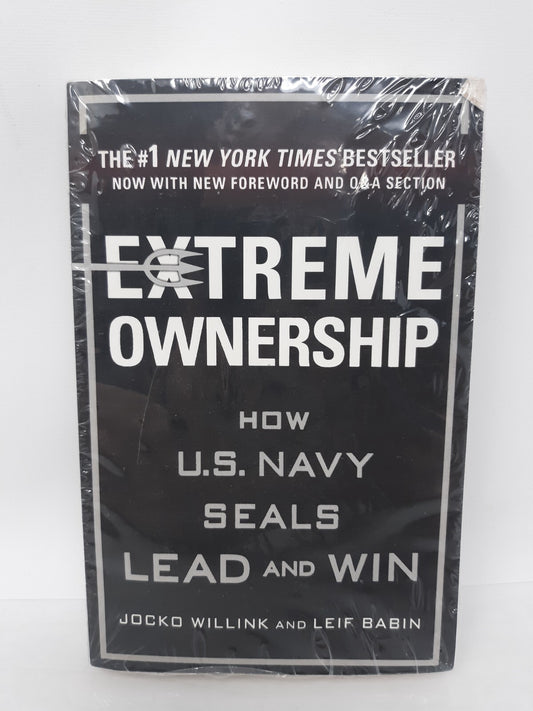 THE #1 NEW YORK TIMES BESTSELLER
NOW WITH NEW FOREWORD AND Q&A SECTION
EXTREME
OWNERSHIP
HOW
U.S. NAVY
SEALS
LEAD AND WIN
JOCKO WILLINK AND LEIF BABIN